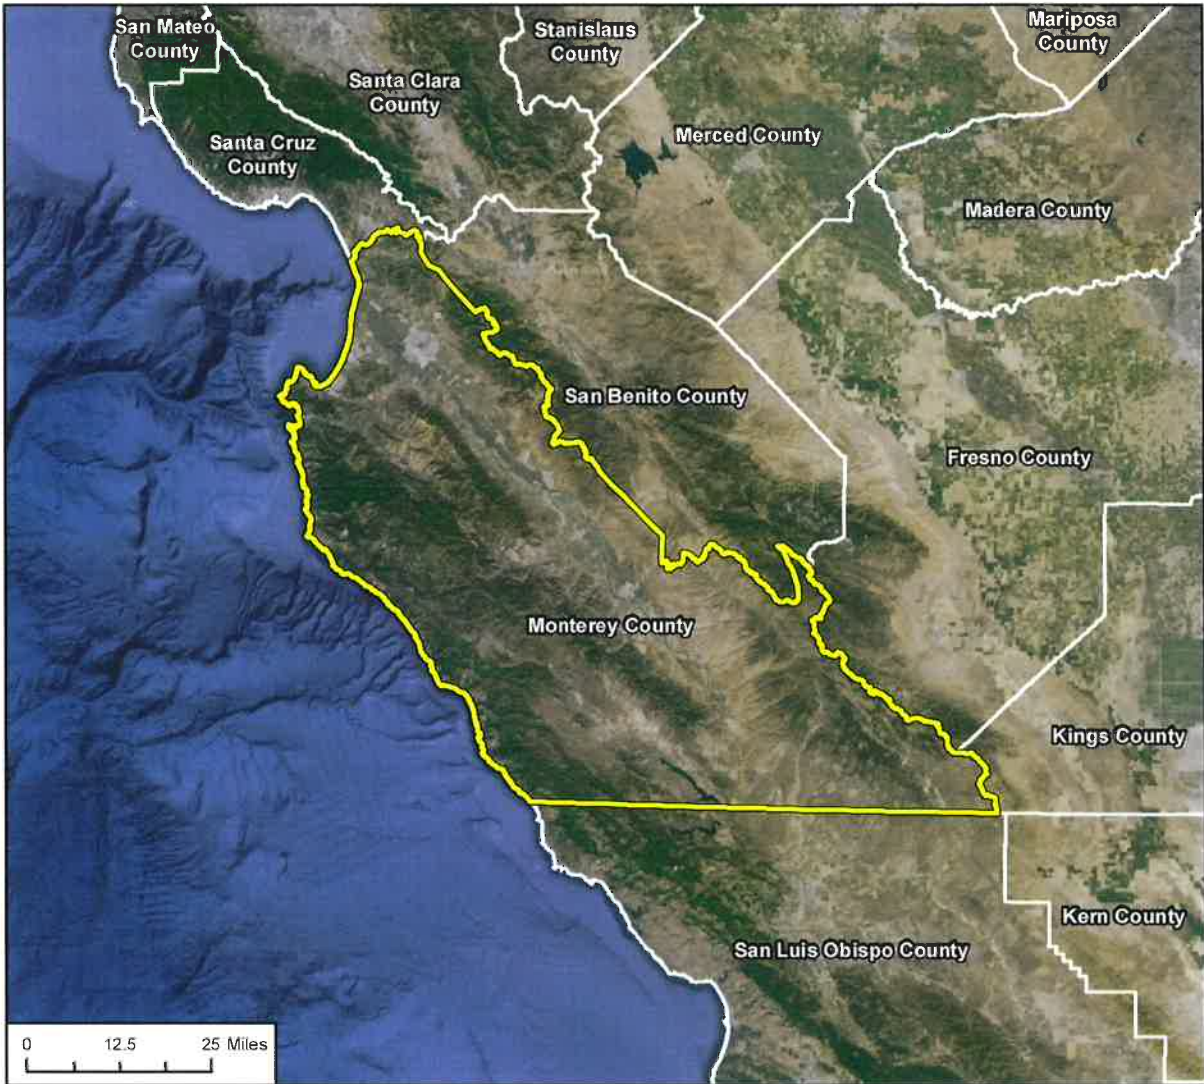 San Mateo
County
Stanislaus
County
Mariposa
County
Santa Clara
County
Merced County
Santa Cruz
County
Madera County
San Benito County
Fresno County
Monterey County
Kings County
Kern County
San Luis Obispo County
0 12.5 25 Miles